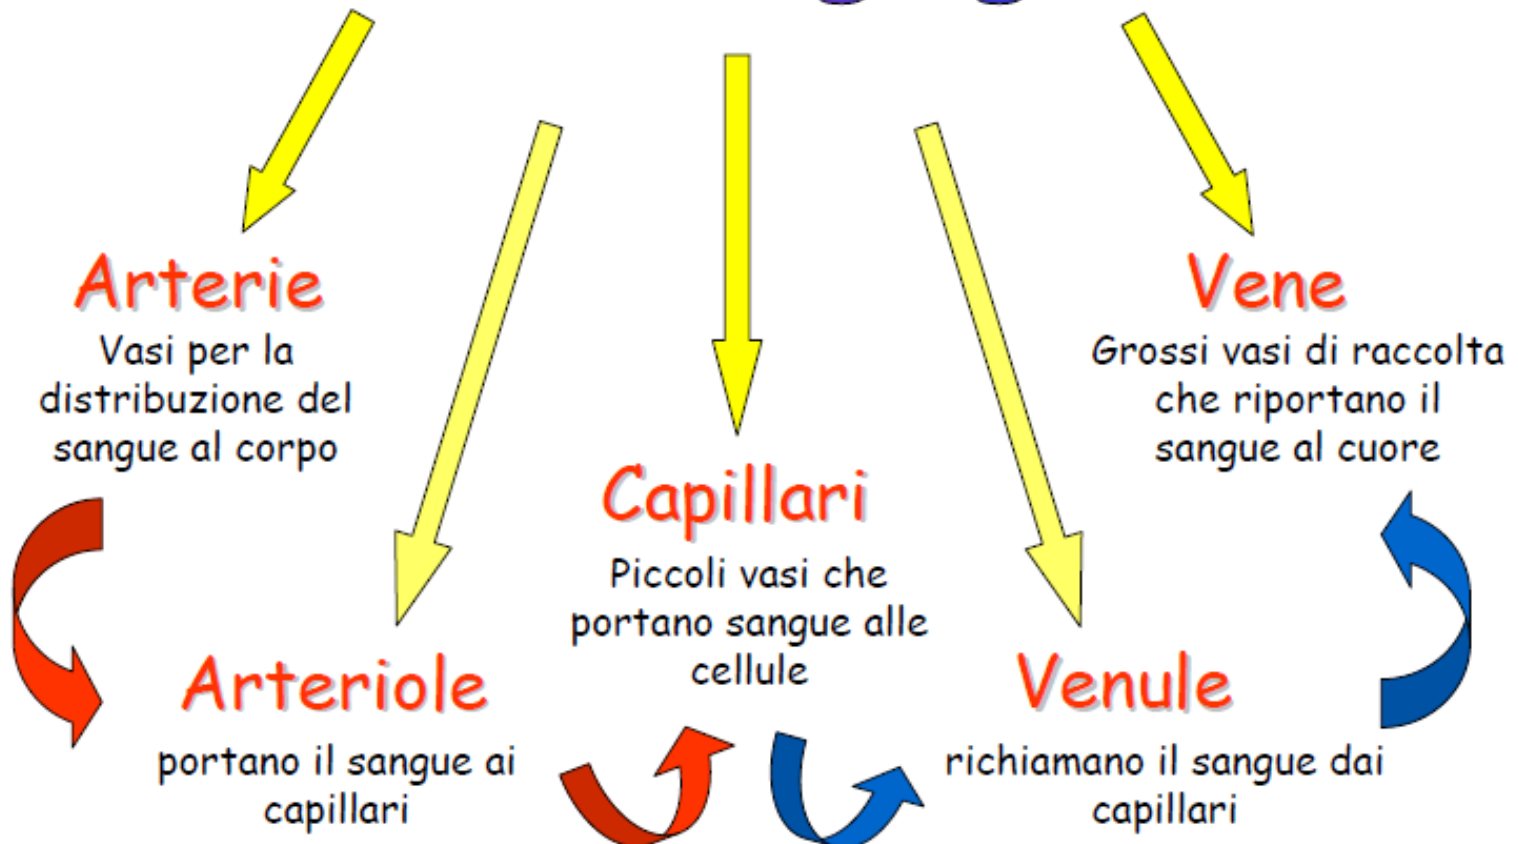 Arterie
Vasi per la
distribuzione del
sangue al corpo
Vene
Grossi vasi di raccolta
che riportano il
sangue al cuore
Capillari
Piccoli vasi che
portano sangue alle
cellule
Arteriole
portano il sangue ai
capillari
Venule
richiamano il sangue dai
capillari